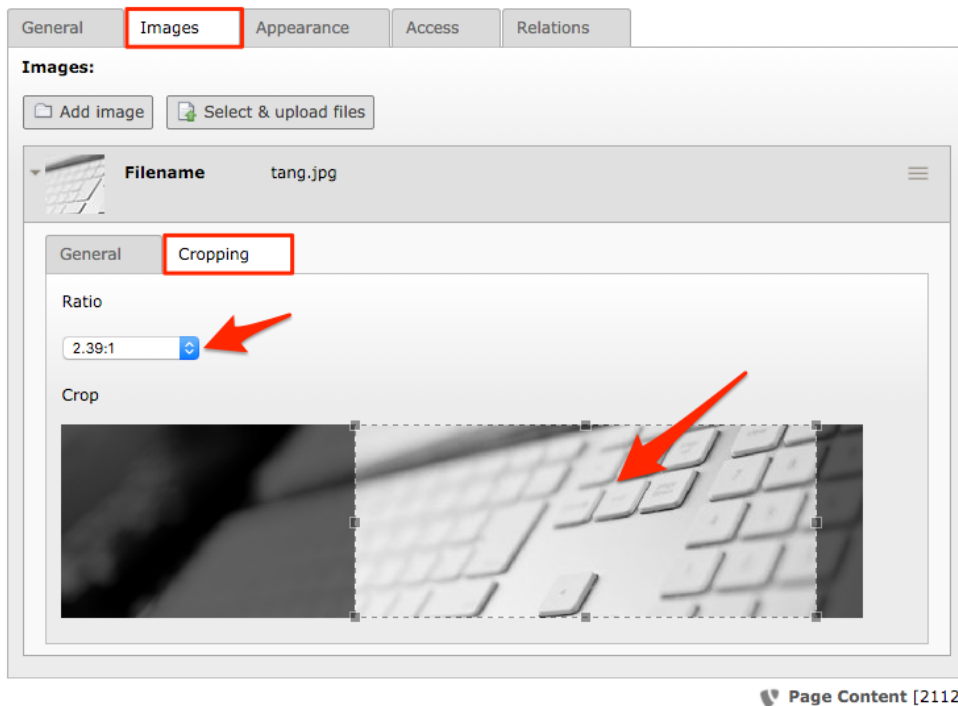 General Images Appearance Access Relations
Images:
Add image Select & upload files
Filename tang.jpg
General Cropping
Ratio
2.39:1
Crop
Page Content [2112